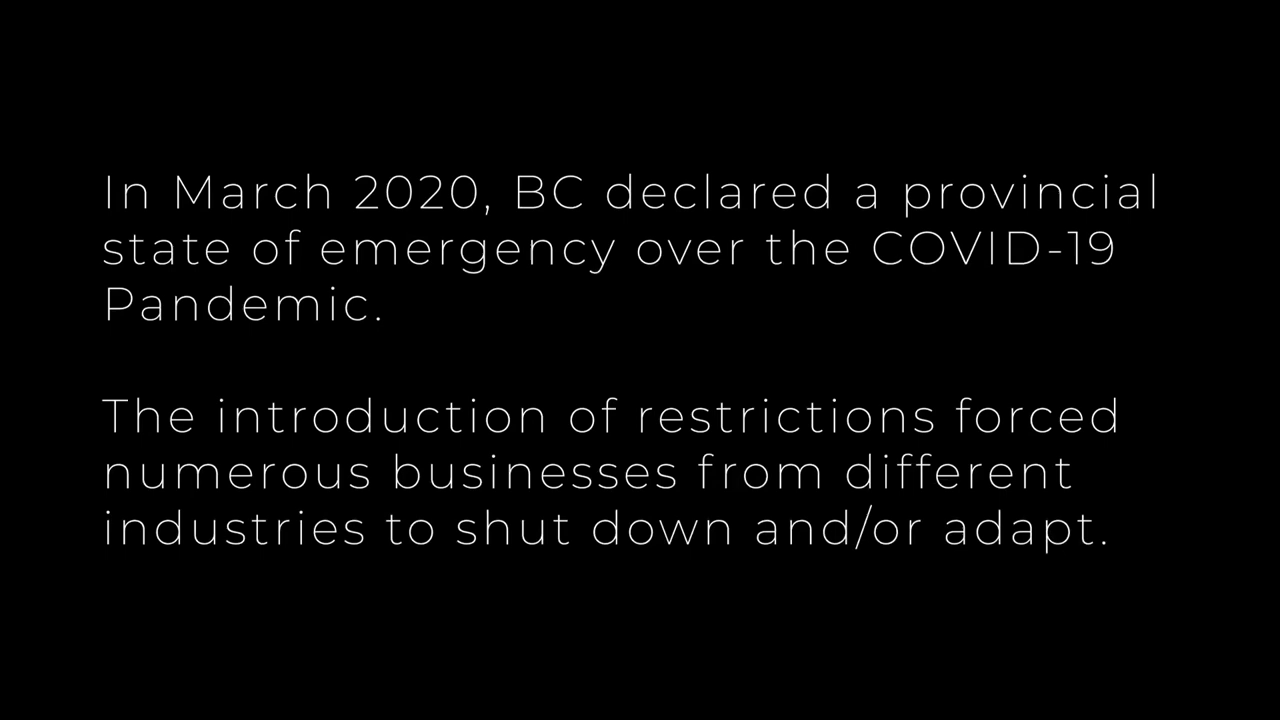 In March 2020, BC declared a provincial
state of emergency over the COVID-19
Pandemic.
The introduction of restrictions forced
numerous businesses from different
industries to shut down and/or adapt.